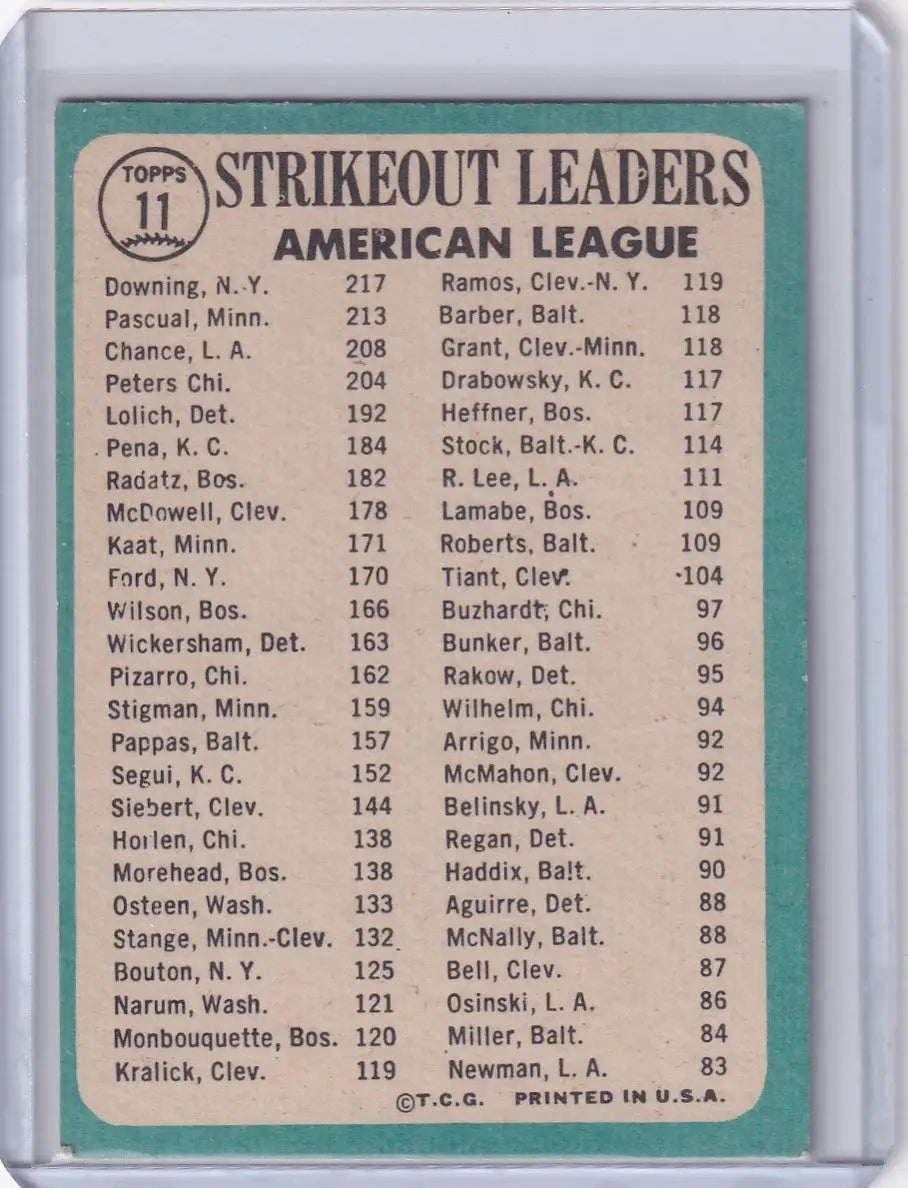 TOPPS
11
STRIKEOUT LEADERS
AMERICAN LEAGUE
Downing, N. Y. 217
Pascual, Minn. 213
Chance, L. A. 208
Peters Chi. 204
Lolich, Det. 192
Pena, K. C. 184
Radatz, Bos. 182
McDowell, Clev. 178
Kaat, Minn. 171
Ford, N. Y. 170
Wilson, Bos. 166
Wickersham, Det. 163
Pizarro, Chi. 162
Stigman, Minn. 159
Pappas, Balt. 157
Segui, K. C. 152
Siebert, Clev. 144
Horlen, Chi. 138
Morehead, Bos. 138
Osteen, Wash. 133
Stange, Minn.-Clev. 132
Bouton, N. Y. 125
Narum, Wash. 121
Monbouquette, Bos. 120
Kralick, Clev. 119
Ramos, Clev.-N. Y. 119
Barber, Balt. 118
Grant, Clev.-Minn. 118
Drabowsky, K. C. 117
Heffner, Bos. 117
Stock, Balt.-K. C. 114
R. Lee, L. A. 111
Lamabe, Bos. 109
Roberts, Balt. 109
Tiant, Clev. 104
Buzhardt, Chi. 97
Bunker, Balt. 96
Rakow, Det. 95
Wilhelm, Chi. 94
Arrigo, Minn. 92
McMahon, Clev. 92
Belinsky, L. A. 91
Regan, Det. 91
Haddix, Balt. 90
Aguirre, Det. 88
McNally, Balt. 88
Bell, Clev. 87
Osinski, L. A. 86
Miller, Balt. 84
Newman, L. A. 83
©T.C.G. PRINTED IN U.S.A.